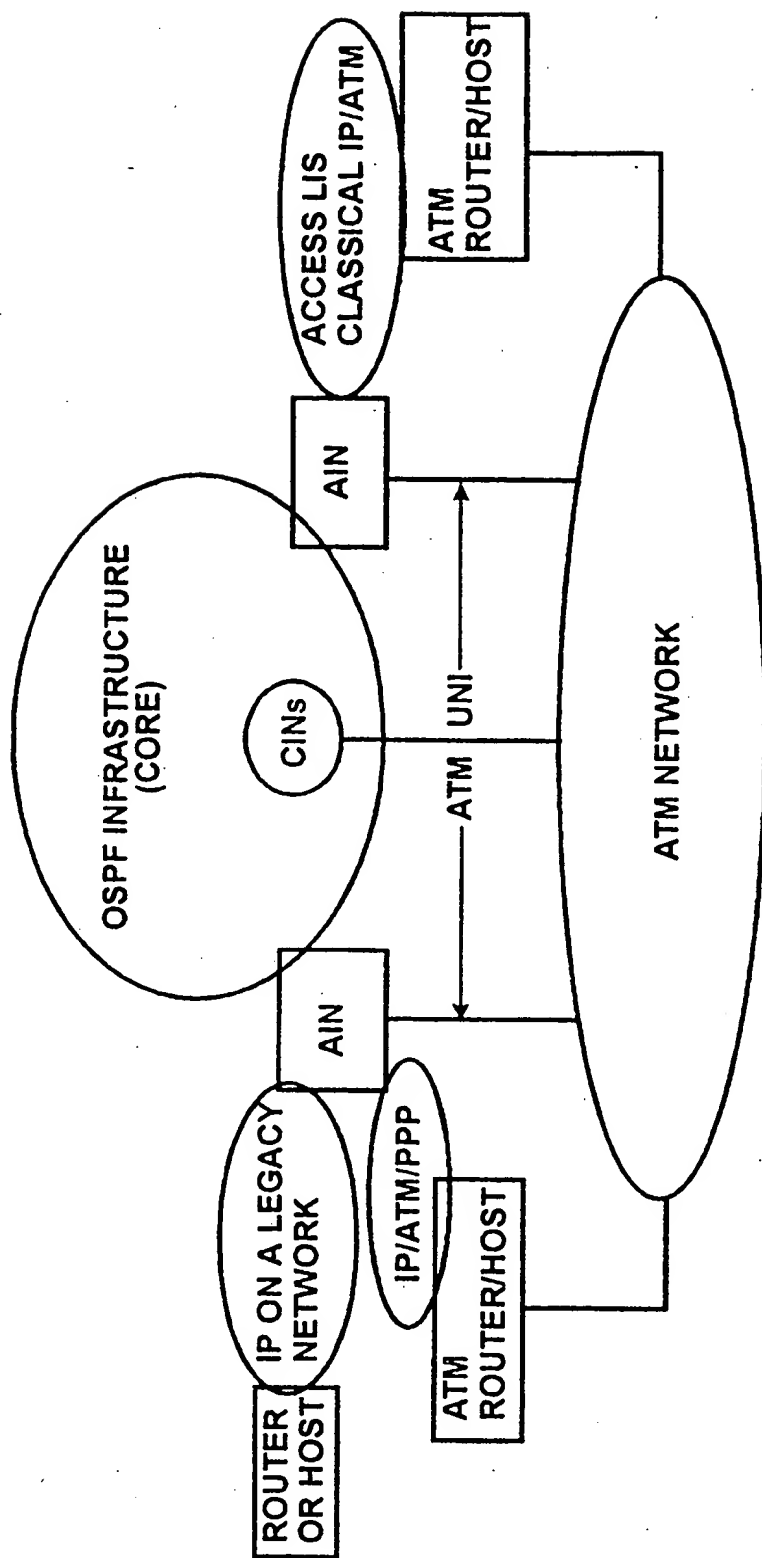 OSPF INFRASTRUCTURE
(CORE)
CINs
AIN
AIN
ROUTER
OR HOST
IP ON A LEGACY
NETWORK
IP/ATM/PPP
ATM
ROUTER/HOST
ACCESS LIS
CLASSICAL IP/ATM
ATM
ROUTER/HOST
ATM UNI
ATM NETWORK